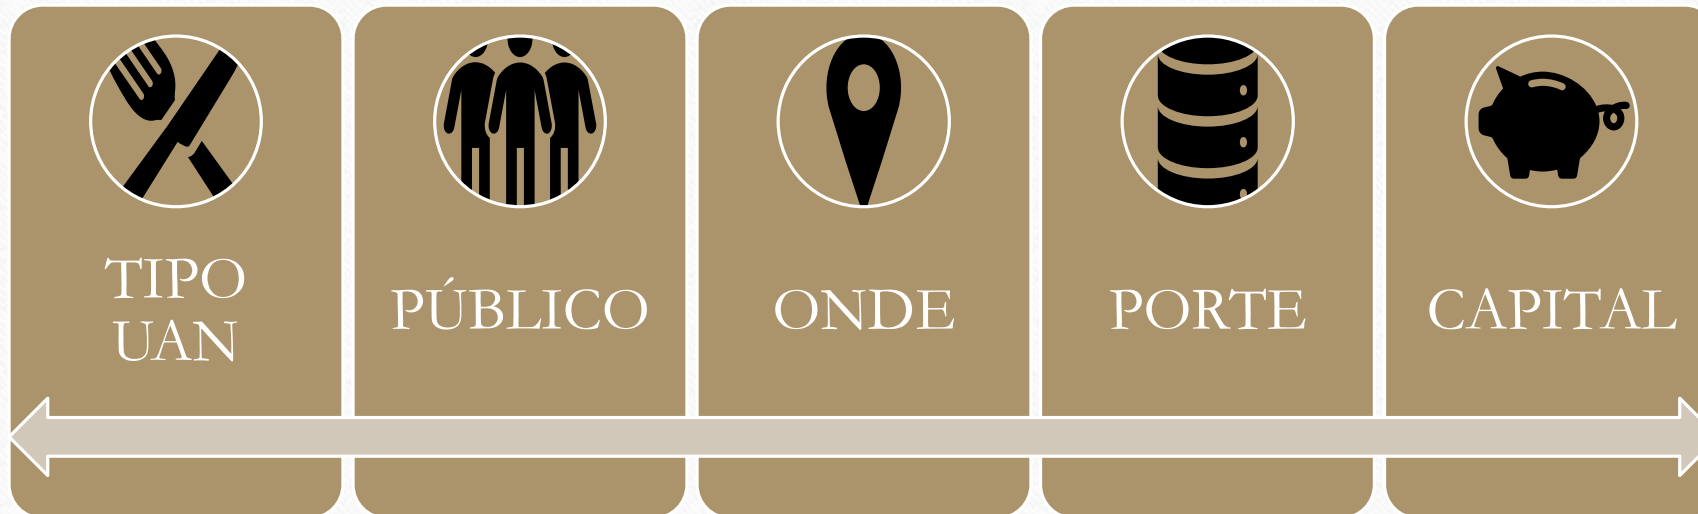 TIPO
UAN
PÚBLICO
ONDE
PORTE
CAPITAL